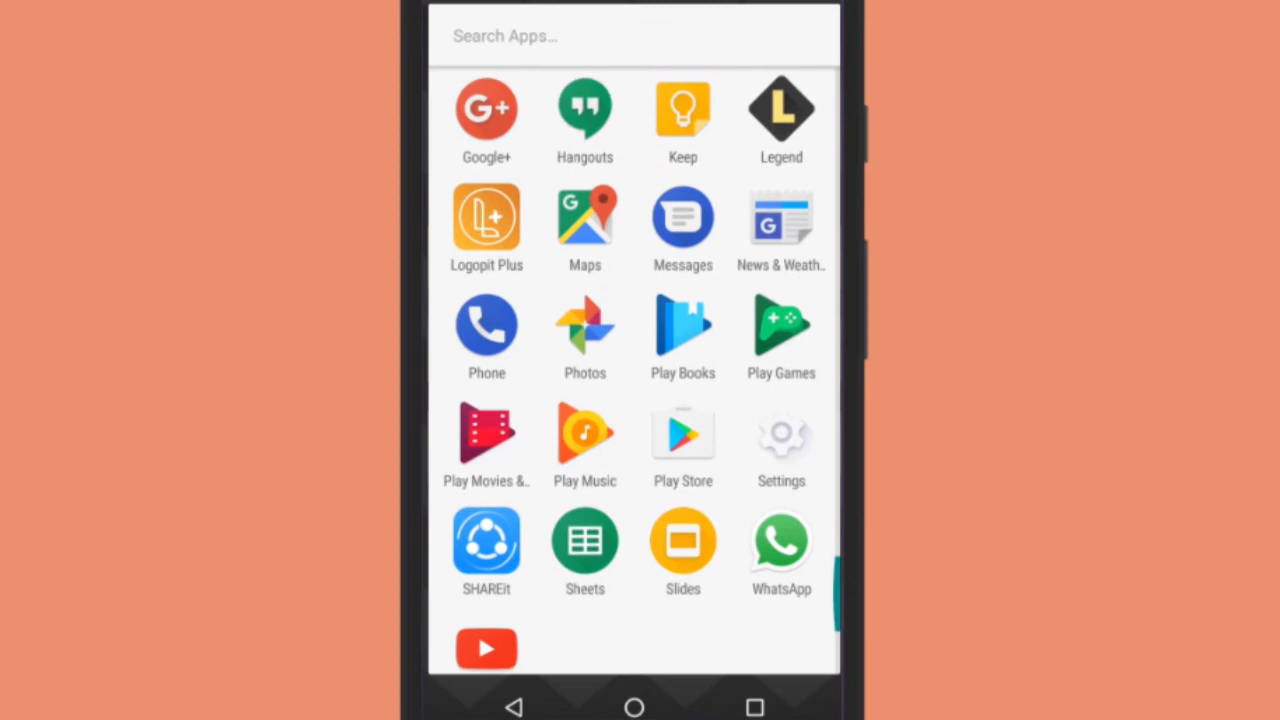 Search Apps...
G+
Google+
Hangouts
Keep
L
Legend
L+
Logopit Plus
G
Maps
Messages
G
News & Weath..
Phone
Photos
Play Books
Play Games
Play Movies &..
Play Music
Play Store
Settings
SHAREit
Sheets
Slides
WhatsApp